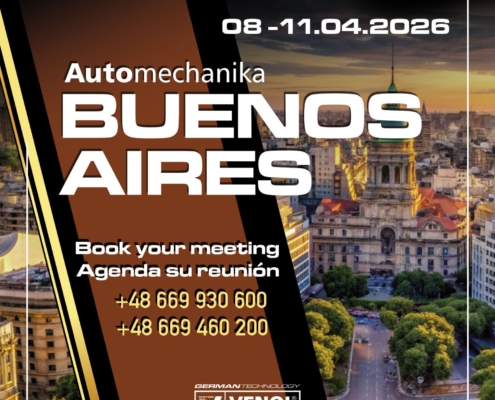 08 -11.04.2026
Automechanika
BUENOS
AIRES
Book your meeting
Agenda su reunión
+48 669 930 600
+48 669 460 200
GERMAN TECHNOLOGY